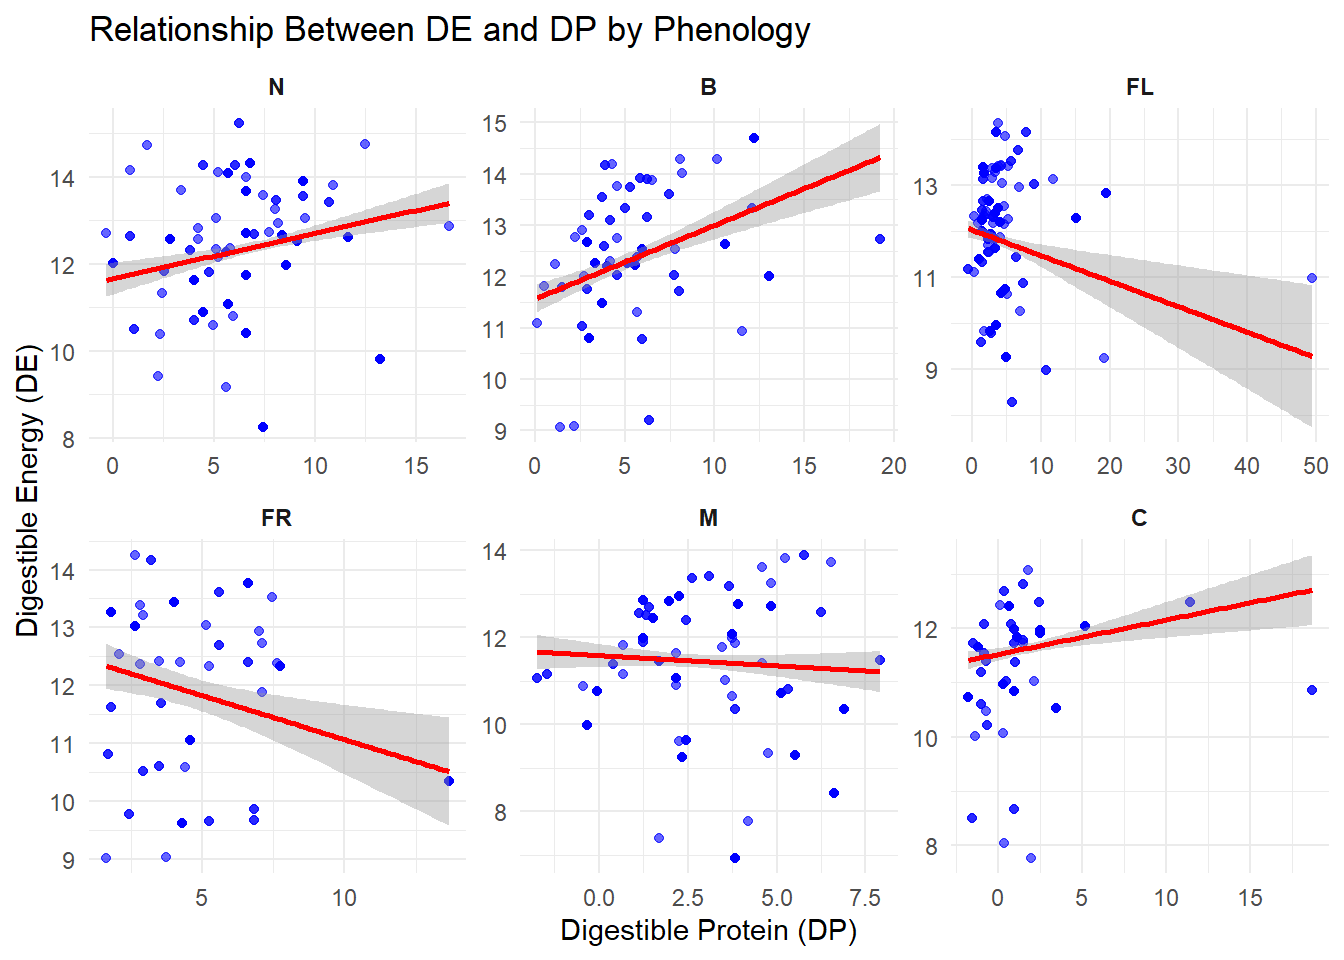 Relationship Between DE and DP by Phenology
N
B
FL
14
12
10
8
0 5 10 15
15
14
13
12
11
10
9
0 5 10 15 20
13
11
9
0 10 20 30 40 50
Digestible Energy (DE)
FR
M
C
14
13
12
11
10
9
5 10
14
12
10
8
0.0 2.5 5.0 7.5
12
10
8
0 5 10 15
Digestible Protein (DP)